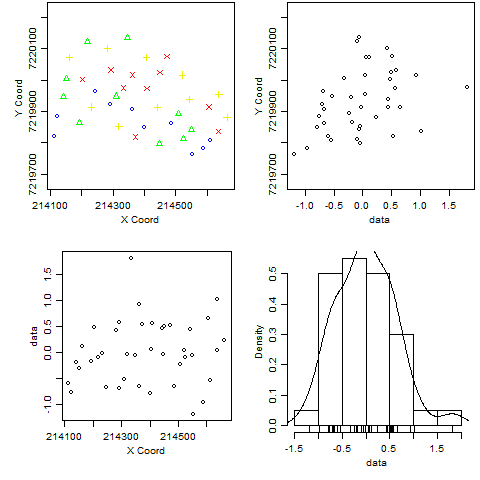 7219700 7219900 7220100
Y Coord
214100 214300 214500
X Coord
7219700 7219900 7220100
Y Coord
-1.0 -0.5 0.0 0.5 1.0 1.5
data
-1.0 0.0 0.5 1.0 1.5
data
214100 214300 214500
X Coord
0.0 0.1 0.2 0.3 0.4 0.5
Density
-1.5 -0.5 0.5 1.5
data